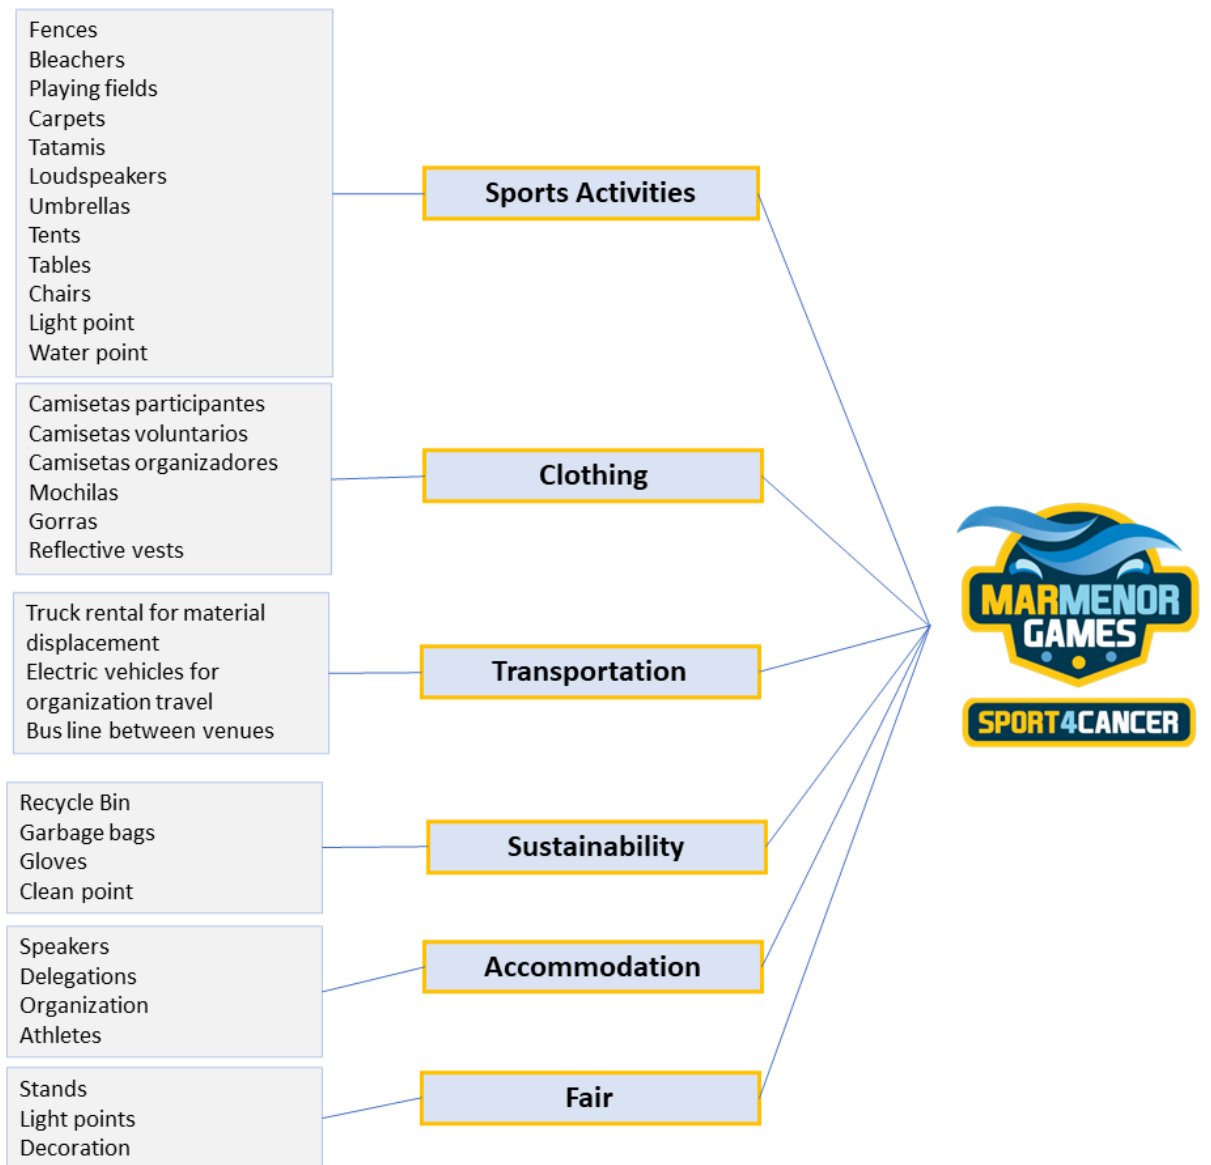 Fences
Bleachers
Playing fields
Carpets
Tatamis
Loudspeakers
Umbrellas
Tents
Tables
Chairs
Light point
Water point
Sports Activities
Camisetas participantes
Camisetas voluntarios
Camisetas organizadores
Mochilas
Gorras
Reflective vests
Clothing
Truck rental for material
displacement
Electric vehicles for
organization travel
Bus line between venues
Transportation
Recycle Bin
Garbage bags
Gloves
Clean point
Sustainability
Speakers
Delegations
Organization
Athletes
Accommodation
Stands
Light points
Decoration
Fair
MARMENOR
GAMES
SPORT4CANCER